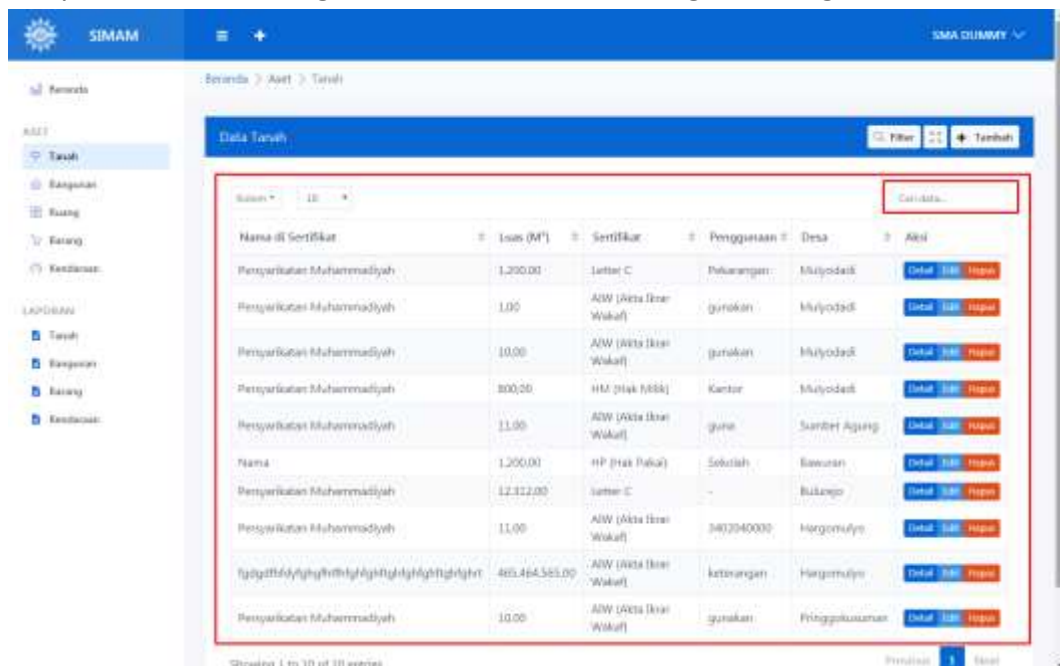 SIMAM
SMA DUMMY
Beranda
Beranda > Aset > Tanah
ASET
Tanah
Bangunan
Ruang
Barang
Kendaraan
LAPORAN
Tanah
Bangunan
Barang
Kendaraan
Data Tanah
Filter
Tambah
Kolom
10
Cari data...
Nama di Sertifikat Luas (M²) Sertifikat Penggunaan Desa Aksi
Persyarikatan Muhammadiyah 1.200,00 Letter C Pekarangan Mulyodadi Detail Edit Hapus
Persyarikatan Muhammadiyah 1,00 AIW (Akta Ikrar Wakaf) gunakan Mulyodadi Detail Edit Hapus
Persyarikatan Muhammadiyah 10,00 AIW (Akta Ikrar Wakaf) gunakan Mulyodadi Detail Edit Hapus
Persyarikatan Muhammadiyah 800,00 HM (Hak Milik) Kantor Mulyodadi Detail Edit Hapus
Persyarikatan Muhammadiyah 11,00 AIW (Akta Ikrar Wakaf) guna Sumber Agung Detail Edit Hapus
Nama 1.200,00 HP (Hak Pakai) Sekolah Bawuran Detail Edit Hapus
Persyarikatan Muhammadiyah 12.312,00 Letter C - Bulurejo Detail Edit Hapus
Persyarikatan Muhammadiyah 11,00 AIW (Akta Ikrar Wakaf) 3402040000 Hargomulyo Detail Edit Hapus
465.464.565,00 AIW (Akta Ikrar Wakaf) keterangan Hargomulyo Detail Edit Hapus
Persyarikatan Muhammadiyah 10,00 AIW (Akta Ikrar Wakaf) gunakan Pringgokusuman Detail Edit Hapus
Showing 1 to 10 of 10 entries
Previous 1 Next